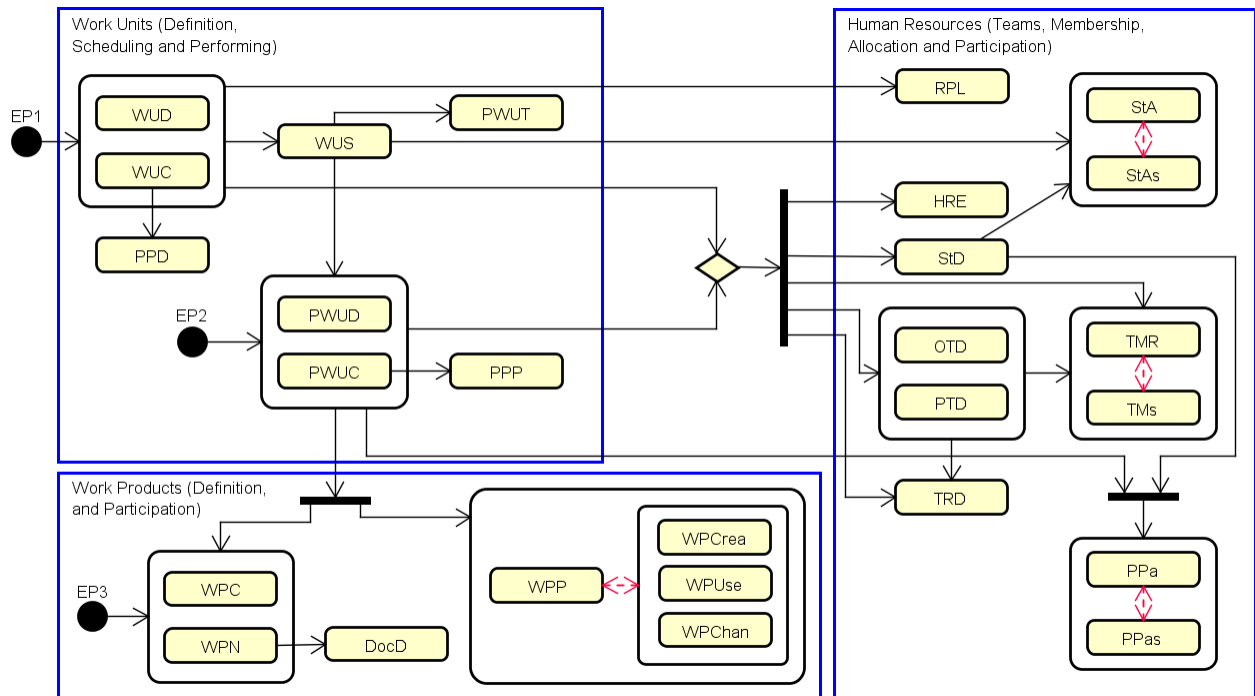 Work Units (Definition,
Scheduling and Performing)
EP1
WUD
WUC
WUS
PWUT
PPD
EP2
PWUD
PWUC
PPP
Human Resources (Teams, Membership,
Allocation and Participation)
RPL
StA
StAs
HRE
StD
OTD
PTD
TMR
TMs
TRD
PPa
PPas
Work Products (Definition,
and Participation)
EP3
WPC
WPN
DocD
WPP
WPCrea
WPUse
WPChan